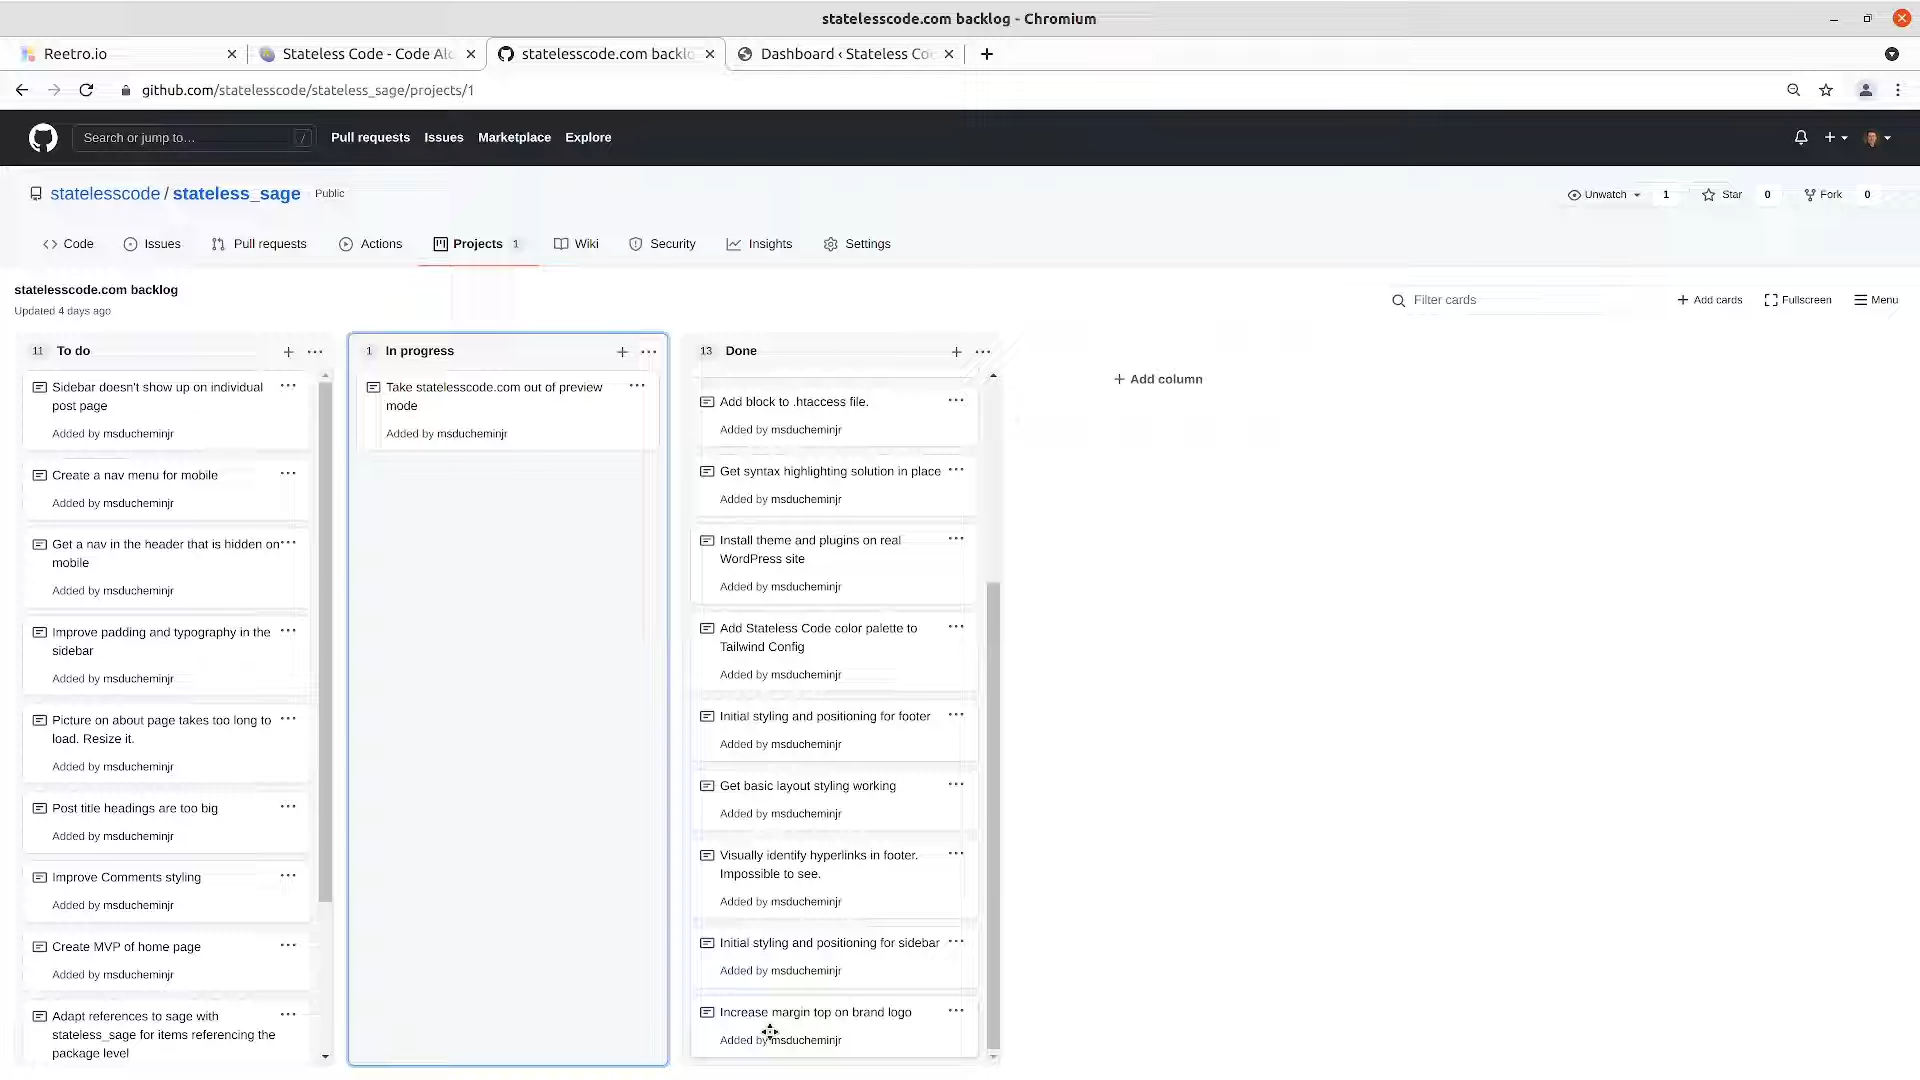 statelesscode.com backlog - Chromium
Reetro.io
Stateless Code - Code Alo
statelesscode.com backlo
Dashboard ‹ Stateless Co
github.com/statelesscode/stateless_sage/projects/1
Search or jump to…
/
Pull requests
Issues
Marketplace
Explore
statelesscode / stateless_sage
Public
Unwatch
1
Star
0
Fork
0
Code
Issues
Pull requests
Actions
Projects 1
Wiki
Security
Insights
Settings
statelesscode.com backlog
Updated 4 days ago
Filter cards
Add cards
Fullscreen
Menu
11 To do
Sidebar doesn't show up on individual
post page
Added by msducheminjr
Create a nav menu for mobile
Added by msducheminjr
Get a nav in the header that is hidden on
mobile
Added by msducheminjr
Improve padding and typography in the
sidebar
Added by msducheminjr
Picture on about page takes too long to
load. Resize it.
Added by msducheminjr
Post title headings are too big
Added by msducheminjr
Improve Comments styling
Added by msducheminjr
Create MVP of home page
Added by msducheminjr
Adapt references to sage with
stateless_sage for items referencing the
package level
1 In progress
Take statelesscode.com out of preview
mode
Added by msducheminjr
13 Done
Add block to .htaccess file.
Added by msducheminjr
Get syntax highlighting solution in place
Added by msducheminjr
Install theme and plugins on real
WordPress site
Added by msducheminjr
Add Stateless Code color palette to
Tailwind Config
Added by msducheminjr
Initial styling and positioning for footer
Added by msducheminjr
Get basic layout styling working
Added by msducheminjr
Visually identify hyperlinks in footer.
Impossible to see.
Added by msducheminjr
Initial styling and positioning for sidebar
Added by msducheminjr
Increase margin top on brand logo
Added by msducheminjr
Add column